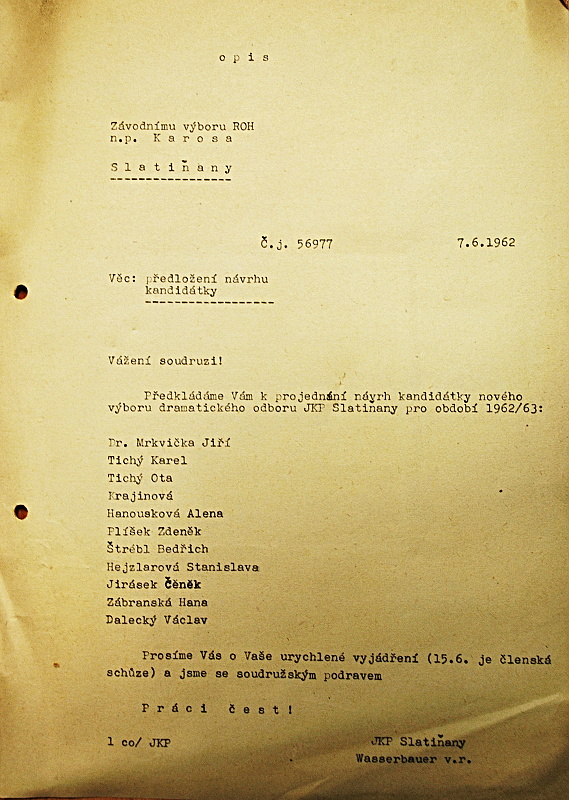 o p i s
Závodnímu výboru ROH
n.p. K a r o s a
S l a t i ň a n y
Č.j. 56977 7.6.1962
Věc: předložení návrhu
kandidátky
Vážení soudruzi!
Předkládáme Vám k projednání návrh kandidátky nového
výboru dramatického odboru JKP Slatinany pro období 1962/63:
Dr. Mrkvička Jiří
Tichý Karel
Tichý Ota
Krajinová
Hanousková Alena
Plíšek Zdeněk
Štrébl Bedřich
Hejzlarová Stanislava
Jirásek Čěněk
Zábranská Hana
Dalecký Václav
Prosíme Vás o Vaše urychlené vyjádření (15.6. je členská
schůze) a jsme se soudružským podravem
P r á c i č e s t !
1 co/ JKP JKP Slatiňany
Wasserbauer v.r.